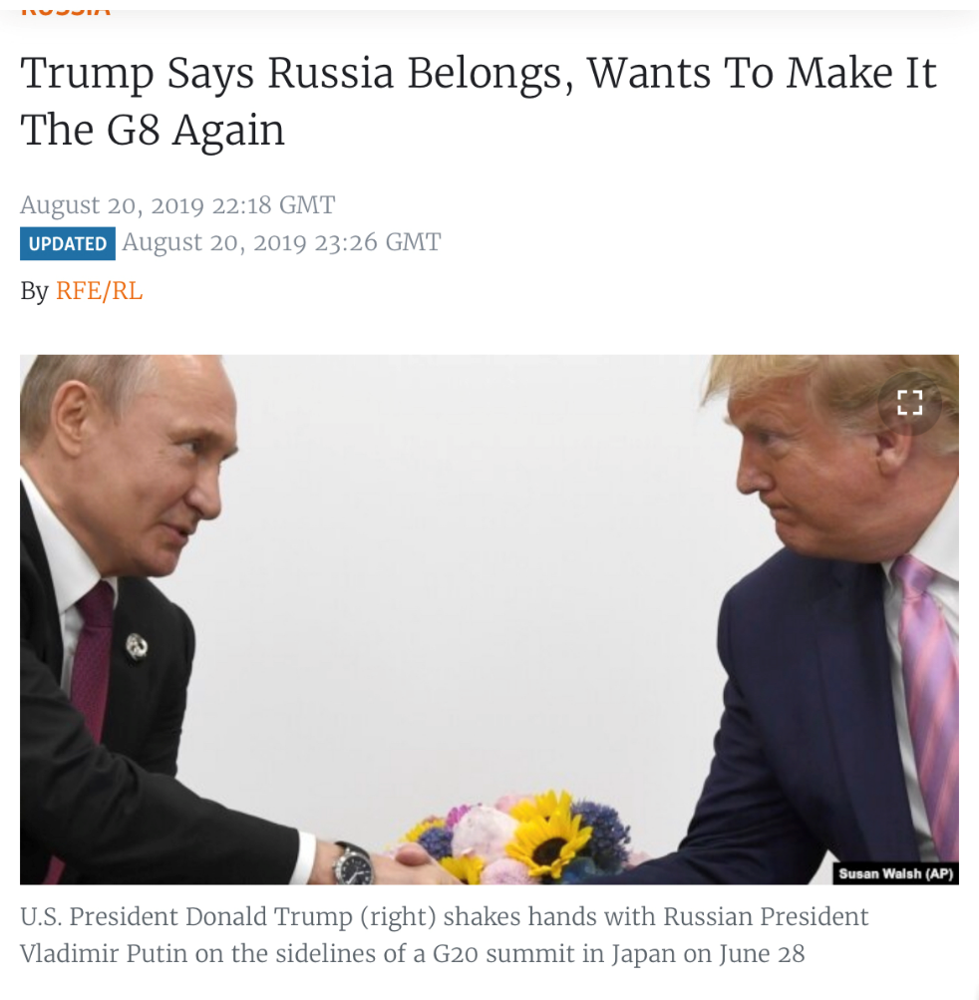 RUSSIA
Trump Says Russia Belongs, Wants To Make It
The G8 Again
August 20, 2019 22:18 GMT
UPDATED August 20, 2019 23:26 GMT
By RFE/RL
Susan Walsh (AP)
U.S. President Donald Trump (right) shakes hands with Russian President
Vladimir Putin on the sidelines of a G20 summit in Japan on June 28